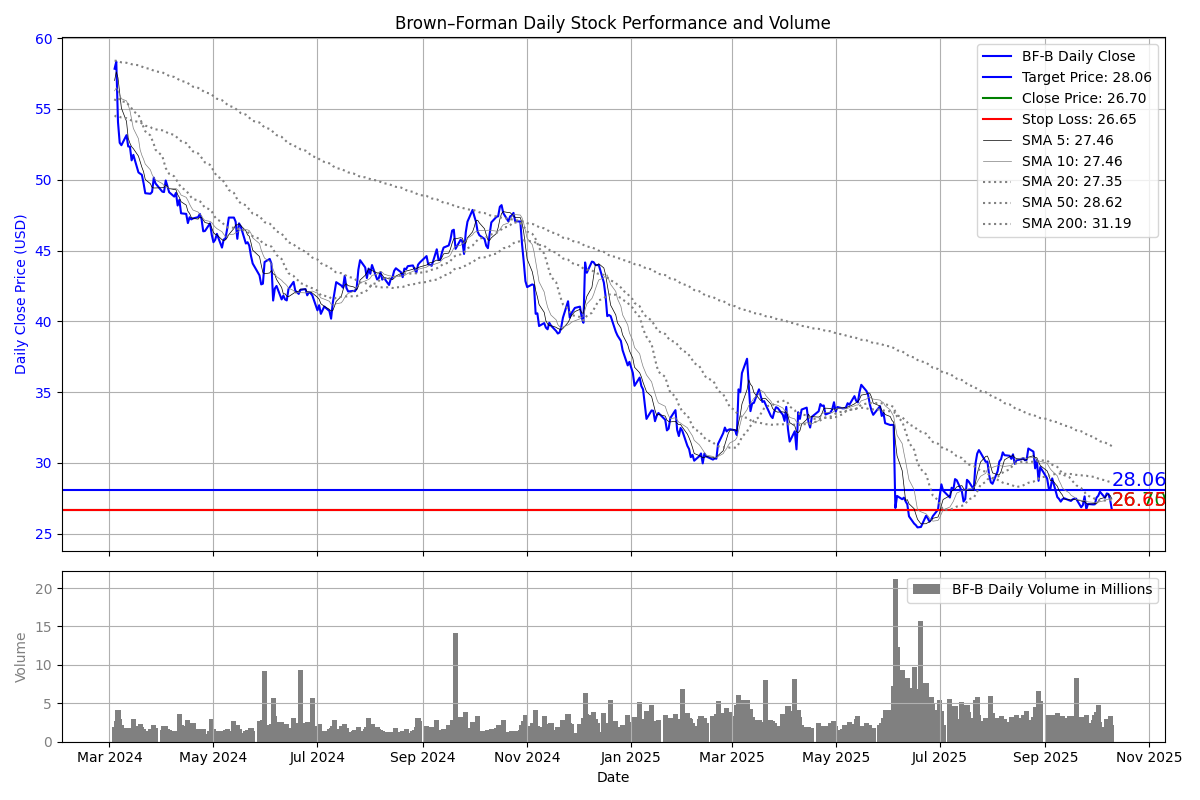 Brown–Forman Daily Stock Performance and Volume
60
55
50
45
40
35
30
25
Daily Close Price (USD)
BF-B Daily Close
Target Price: 28.06
Close Price: 26.70
Stop Loss: 26.65
SMA 5: 27.46
SMA 10: 27.46
SMA 20: 27.35
SMA 50: 28.62
SMA 200: 31.19
28.06
26.65
20
15
10
5
0
Volume
BF-B Daily Volume in Millions
Mar 2024
May 2024
Jul 2024
Sep 2024
Nov 2024
Jan 2025
Mar 2025
May 2025
Jul 2025
Sep 2025
Nov 2025
Date